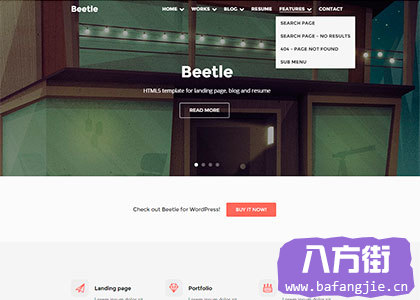 Beetle
HOME WORKS BLOG RESUME FEATURES CONTACT
SEARCH PAGE
SEARCH PAGE - NO RESULTS
404 - PAGE NOT FOUND
SUB MENU
Beetle
HTML5 template for landing page, blog and resume
READ MORE
Check out Beetle for WordPress!
BUY IT NOW!
Landing page
Portfolio
八方街
www.bafangjie.cn